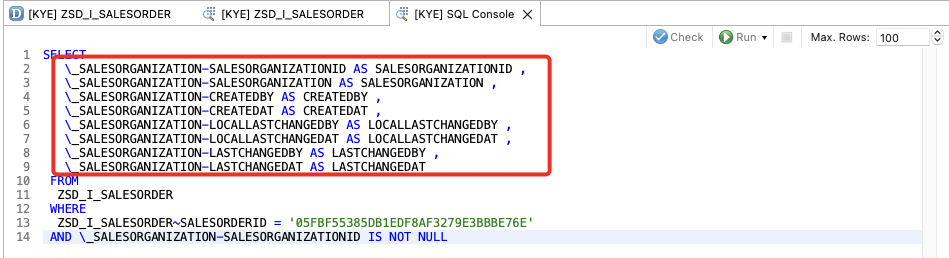 [KYE] ZSD_I_SALESORDER
[KYE] ZSD_I_SALESORDER
[KYE] SQL Console
Check
Run
Max. Rows: 100
1 SELECT
2 \_SALESORGANIZATION-SALESORGANIZATIONID AS SALESORGANIZATIONID ,
3 \_SALESORGANIZATION-SALESORGANIZATION AS SALESORGANIZATION ,
4 \_SALESORGANIZATION-CREATEDBY AS CREATEDBY ,
5 \_SALESORGANIZATION-CREATEDAT AS CREATEDAT ,
6 \_SALESORGANIZATION-LOCALLASTCHANGEDBY AS LOCALLASTCHANGEDBY ,
7 \_SALESORGANIZATION-LOCALLASTCHANGEDAT AS LOCALLASTCHANGEDAT ,
8 \_SALESORGANIZATION-LASTCHANGEDBY AS LASTCHANGEDBY ,
9 \_SALESORGANIZATION-LASTCHANGEDAT AS LASTCHANGEDAT
10 FROM
11 ZSD_I_SALESORDER
12 WHERE
13 ZSD_I_SALESORDER~SALESORDERID = '05FBF55385DB1EDF8AF3279E3BBBE76E'
14 AND \_SALESORGANIZATION-SALESORGANIZATIONID IS NOT NULL